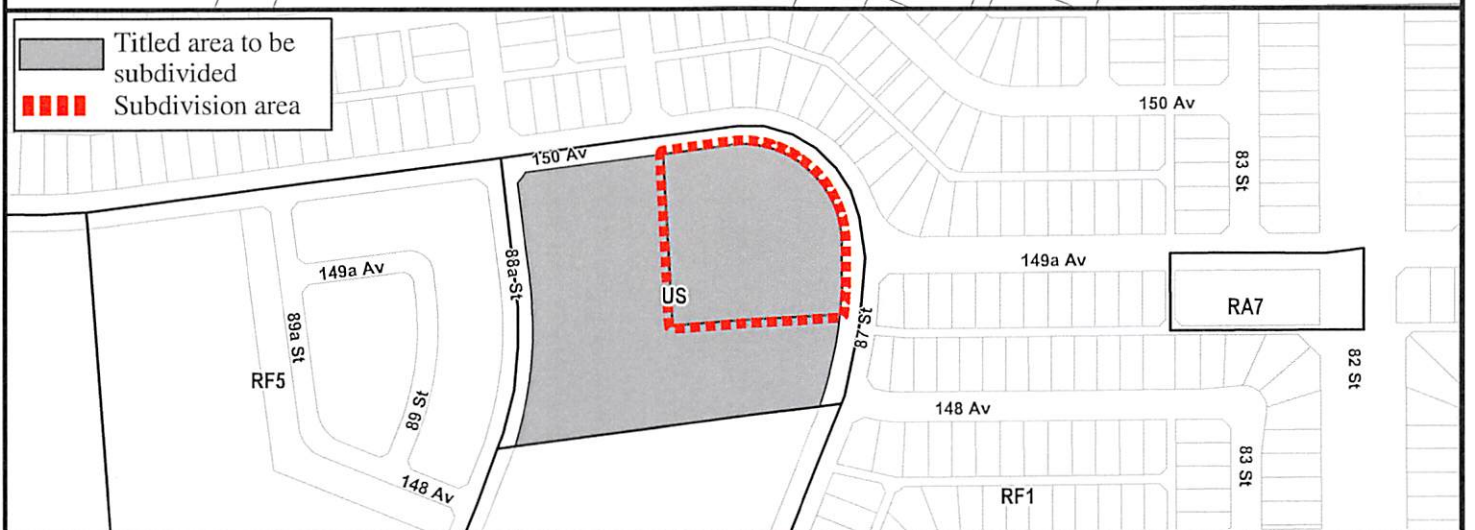 Titled area to be
subdivided
Subdivision area
150 Av
150 Av
83 St
149a Av
88a St
149a Av
US
RA7
89a St
87 St
82 St
RF5
89 St
148 Av
148 Av
83 St
RF1